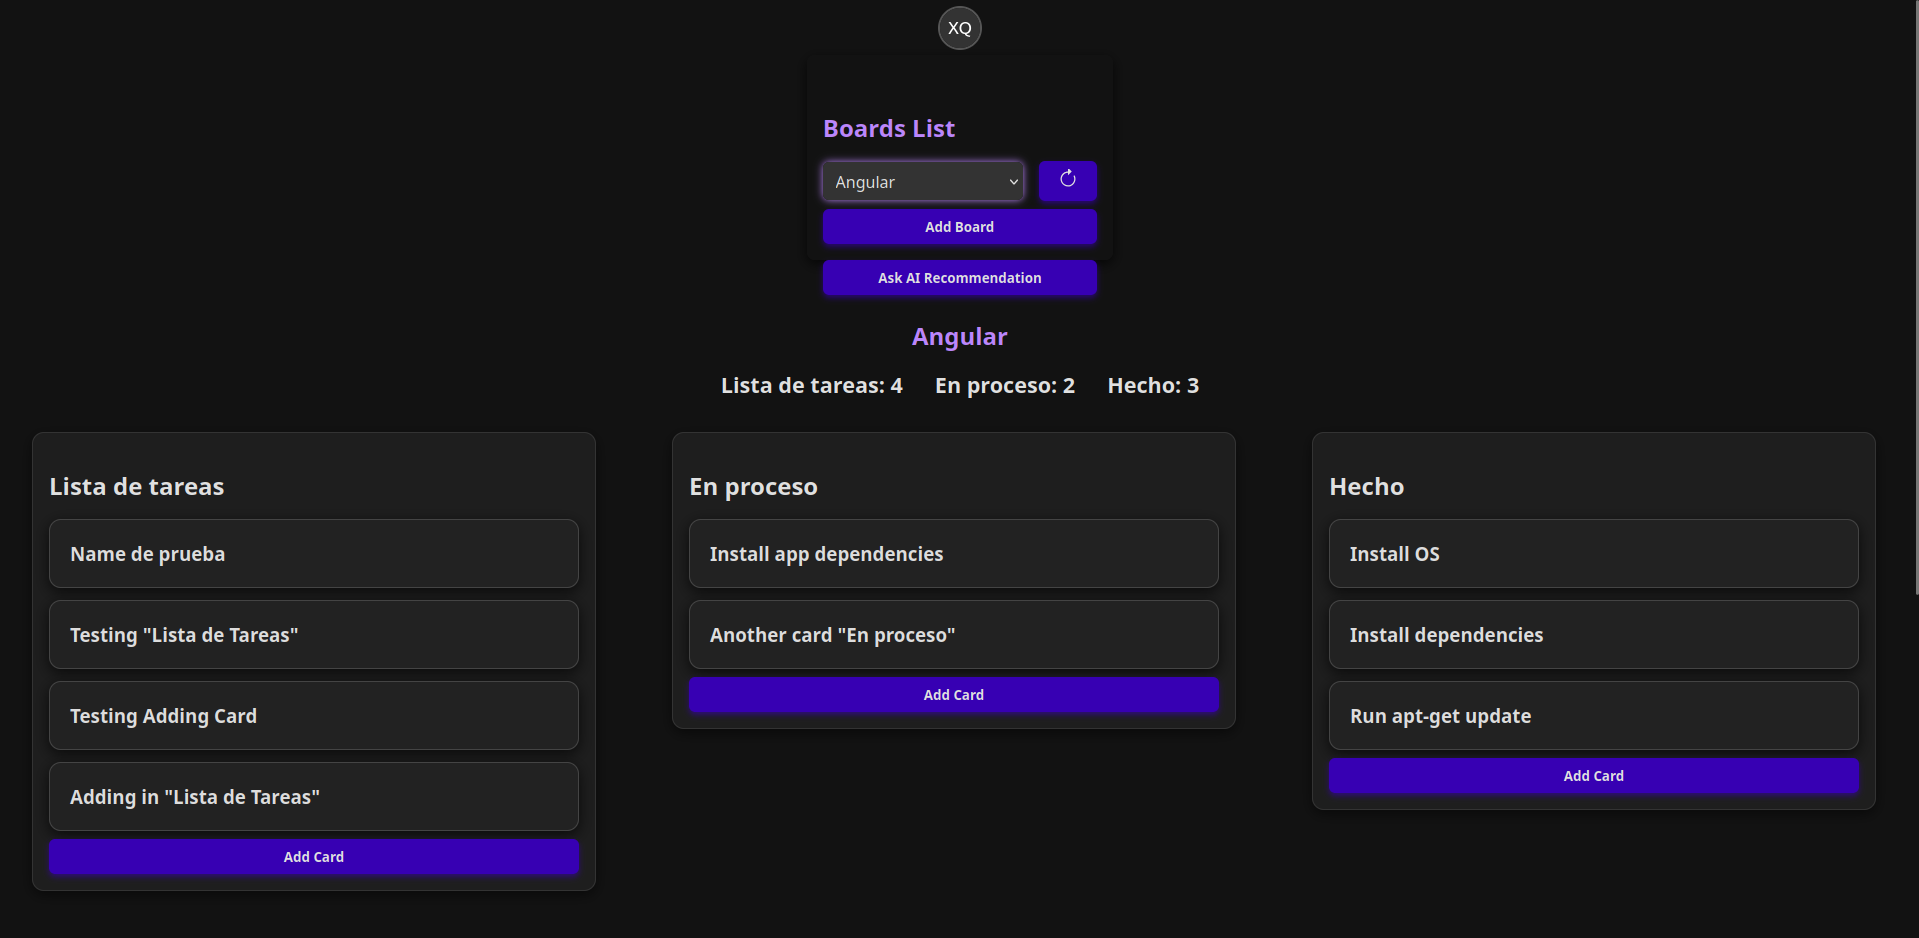 XQ
Boards List
Angular
Add Board
Ask AI Recommendation
Angular
Lista de tareas: 4 En proceso: 2 Hecho: 3
Lista de tareas
Name de prueba
Testing "Lista de Tareas"
Testing Adding Card
Adding in "Lista de Tareas"
Add Card
En proceso
Install app dependencies
Another card "En proceso"
Add Card
Hecho
Install OS
Install dependencies
Run apt-get update
Add Card